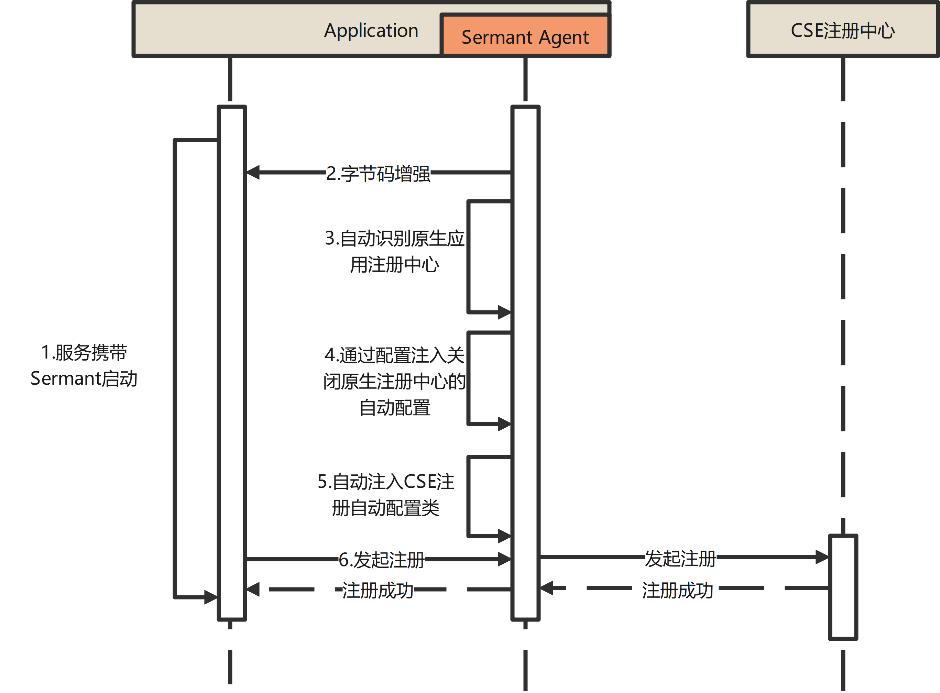 Application
Sermant Agent
CSE注册中心
2.字节码增强
3.自动识别原生应
用注册中心
1.服务携带
Sermant启动
4.通过配置注入关
闭原生注册中心的
自动配置
5.自动注入CSE注
册自动配置类
6.发起注册
发起注册
注册成功
注册成功